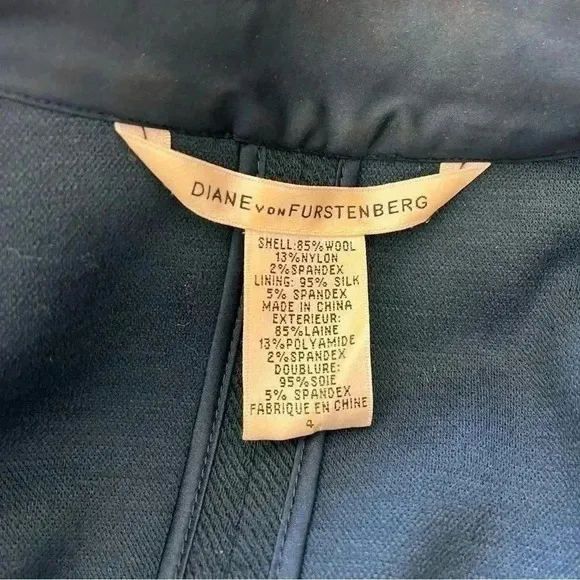 DIANE VON FURSTENBERG
SHELL:85%WOOL
13%NYLON
2%SPANDEX
LINING: 95% SILK
5% SPANDEX
MADE IN CHINA
EXTERIEUR:
85%LAINE
13%POLYAMIDE
2%SPANDEX
DOUBLURE:
95%SOIE
5% SPANDEX
FABRIQUE EN CHINE
4